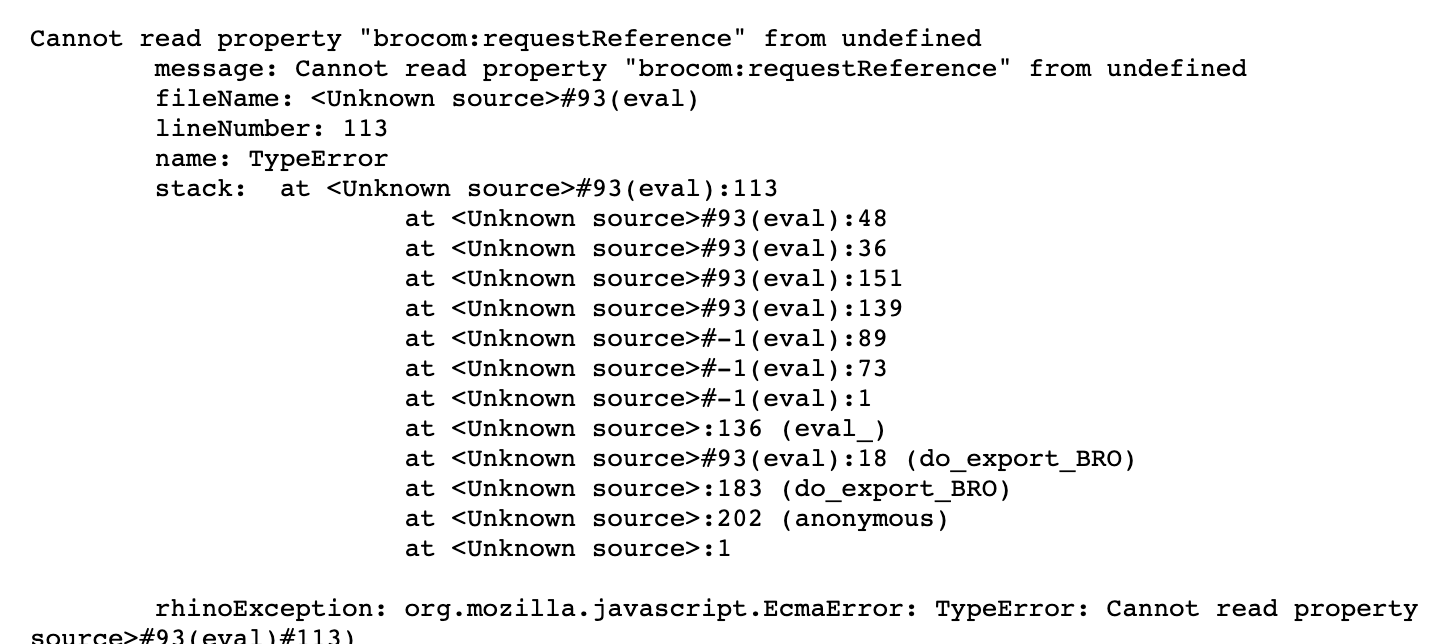 Cannot read property "brocom:requestReference" from undefined
message: Cannot read property "brocom:requestReference" from undefined
fileName: <Unknown source>#93(eval)
lineNumber: 113
name: TypeError
stack:  at <Unknown source>#93(eval):113
at <Unknown source>#93(eval):48
at <Unknown source>#93(eval):36
at <Unknown source>#93(eval):151
at <Unknown source>#93(eval):139
at <Unknown source>#-1(eval):89
at <Unknown source>#-1(eval):73
at <Unknown source>#-1(eval):1
at <Unknown source>:136 (eval_)
at <Unknown source>#93(eval):18 (do_export_BRO)
at <Unknown source>:183 (do_export_BRO)
at <Unknown source>:202 (anonymous)
at <Unknown source>:1
rhinoException: org.mozilla.javascript.EcmaError: TypeError: Cannot read property
source>#93(eval)#113)